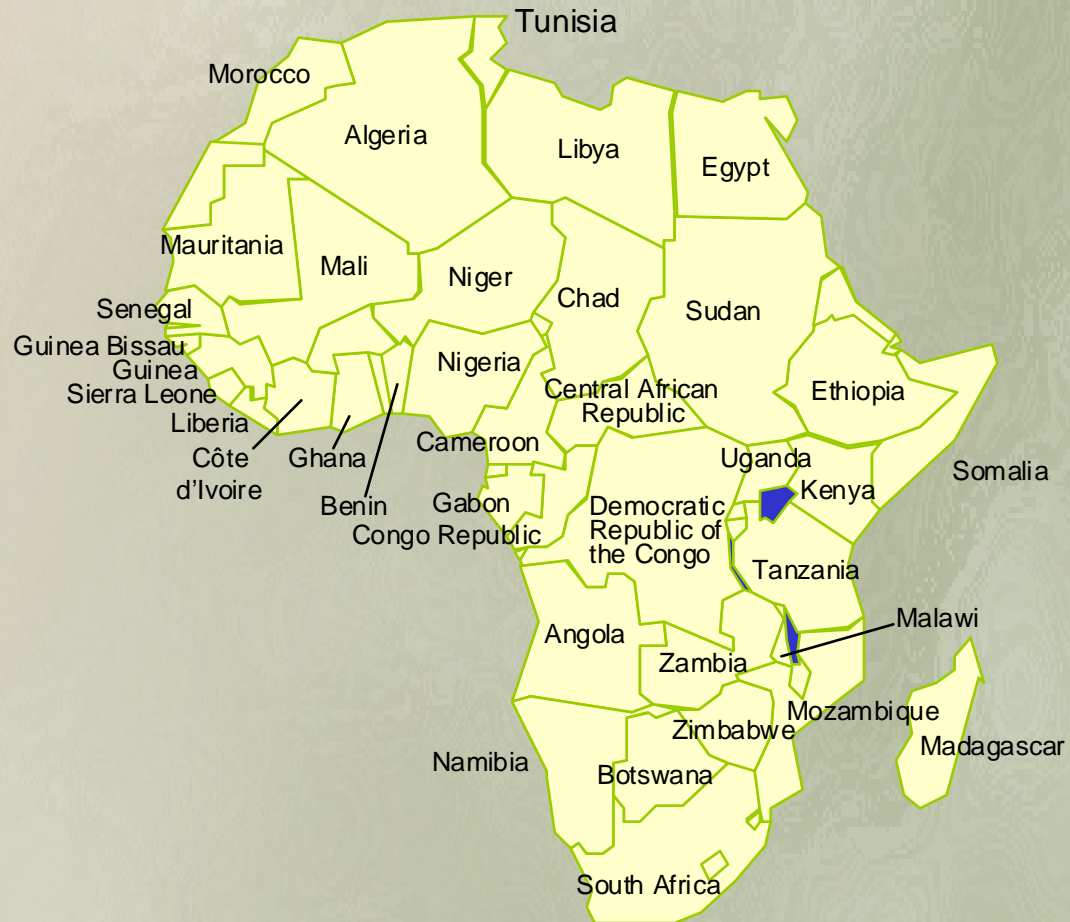 Tunisia
Morocco
Algeria
Libya
Egypt
Mauritania
Mali
Niger
Chad
Sudan
Senegal
Guinea Bissau
Guinea
Sierra Leone
Liberia
Côte
d'Ivoire
Ghana
Benin
Nigeria
Central African
Republic
Ethiopia
Cameroon
Uganda
Kenya
Somalia
Gabon
Congo Republic
Democratic
Republic of
the Congo
Tanzania
Malawi
Angola
Zambia
Mozambique
Zimbabwe
Madagascar
Namibia
Botswana
South Africa